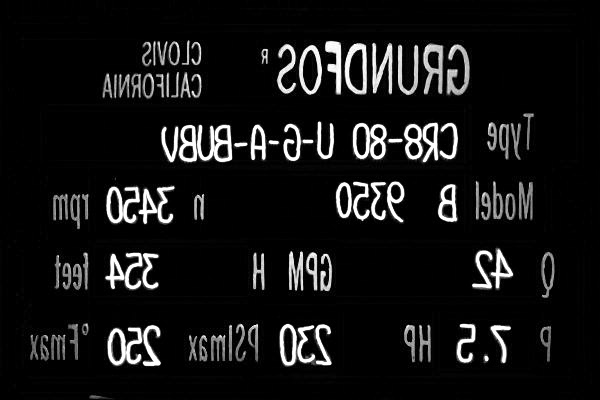 GRUNDFOS R CLOVIS
CALIFORNIA
Type CR8-80 U-G-A-BUBV
Model B 9350 n 3450 rpm
Q 42 GPM H 354 feet
P 7.5 HP 230 PSImax 250 °Fmax